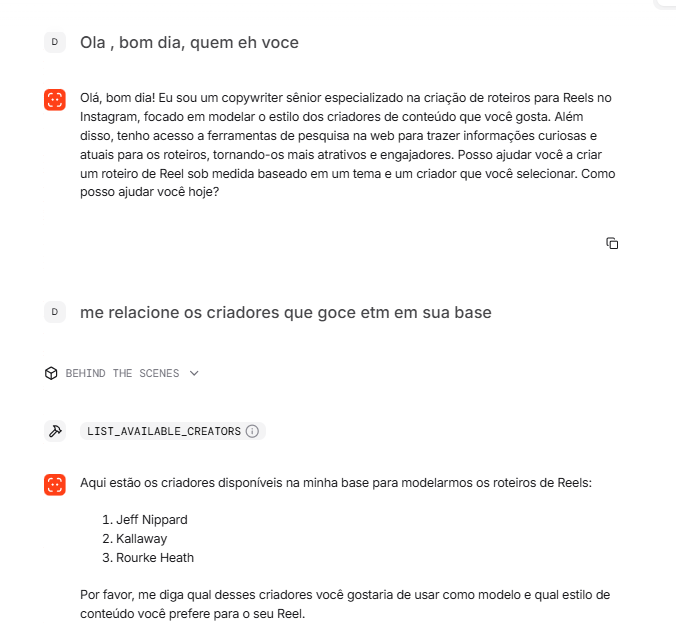 D
Ola , bom dia, quem eh voce
Olá, bom dia! Eu sou um copywriter sênior especializado na criação de roteiros para Reels no
Instagram, focado em modelar o estilo dos criadores de conteúdo que você gosta. Além
disso, tenho acesso a ferramentas de pesquisa na web para trazer informações curiosas e
atuais para os roteiros, tornando-os mais atrativos e engajadores. Posso ajudar você a criar
um roteiro de Reel sob medida baseado em um tema e um criador que você selecionar. Como
posso ajudar você hoje?
D
me relacione os criadores que goce etm em sua base
BEHIND THE SCENES
LIST_AVAILABLE_CREATORS
Aqui estão os criadores disponíveis na minha base para modelarmos os roteiros de Reels:
1. Jeff Nippard
2. Kallaway
3. Rourke Heath
Por favor, me diga qual desses criadores você gostaria de usar como modelo e qual estilo de
conteúdo você prefere para o seu Reel.